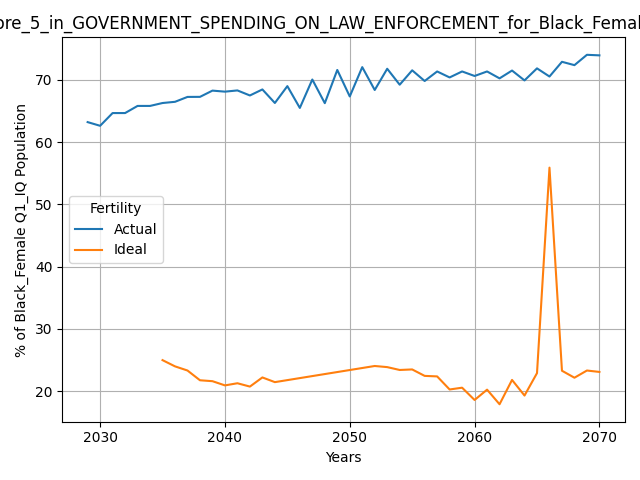 ore_5_in_GOVERNMENT_SPENDING_ON_LAW_ENFORCEMENT_for_Black_Femal
% of Black_Female Q1_IQ Population
70
60
50
40
30
20
Fertility
Actual
Ideal
2030
2040
2050
2060
2070
Years